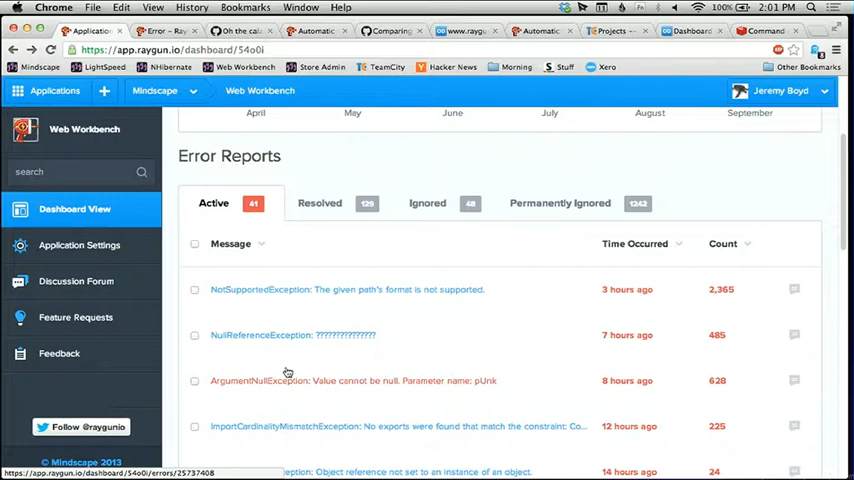 Chrome File Edit View History Bookmarks Window Help 100% 2:01 PM
Applicatio Error – Ray Oh the cala Automatic Comparing www.rayg Automatic Projects — Dashboard Command
https://app.raygun.io/dashboard/54o0i
Mindscape LightSpeed NHibernate Web Workbench Store Admin TeamCity Hacker News Morning Stuff Xero Other Bookmarks
Applications Mindscape Web Workbench Jeremy Boyd
April May June July August September
Web Workbench
Error Reports
search
Active 41 Resolved 129 Ignored 48 Permanently Ignored 1242
Dashboard View
Application Settings
Message Time Occurred Count
Discussion Forum
NotSupportedException: The given path's format is not supported. 3 hours ago 2,365
Feature Requests
NullReferenceException: ??????????????? 7 hours ago 485
Feedback
ArgumentNullException: Value cannot be null. Parameter name: pUnk 8 hours ago 628
Follow @raygunio
ImportCardinalityMismatchException: No exports were found that match the constraint: Co... 12 hours ago 225
© Mindscape 2013
https://app.raygun.io/dashboard/54o0i/errors/25737408
ption: Object reference not set to an instance of an object. 14 hours ago 24